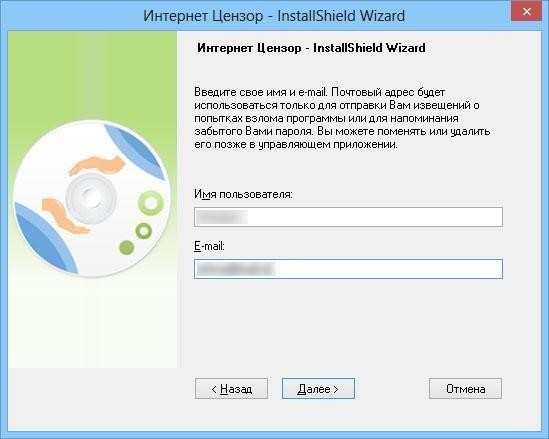 Интернет Цензор - InstallShield Wizard
Интернет Цензор - InstallShield Wizard
Введите свое имя и e-mail. Почтовый адрес будет
использоваться только для отправки Вам извещений о
попытках взлома программы или для напоминания
забытого Вами пароля. Вы можете поменять или удалить
его позже в управляющем приложении.
Имя пользователя:
E-mail:
< Назад
Далее >
Отмена